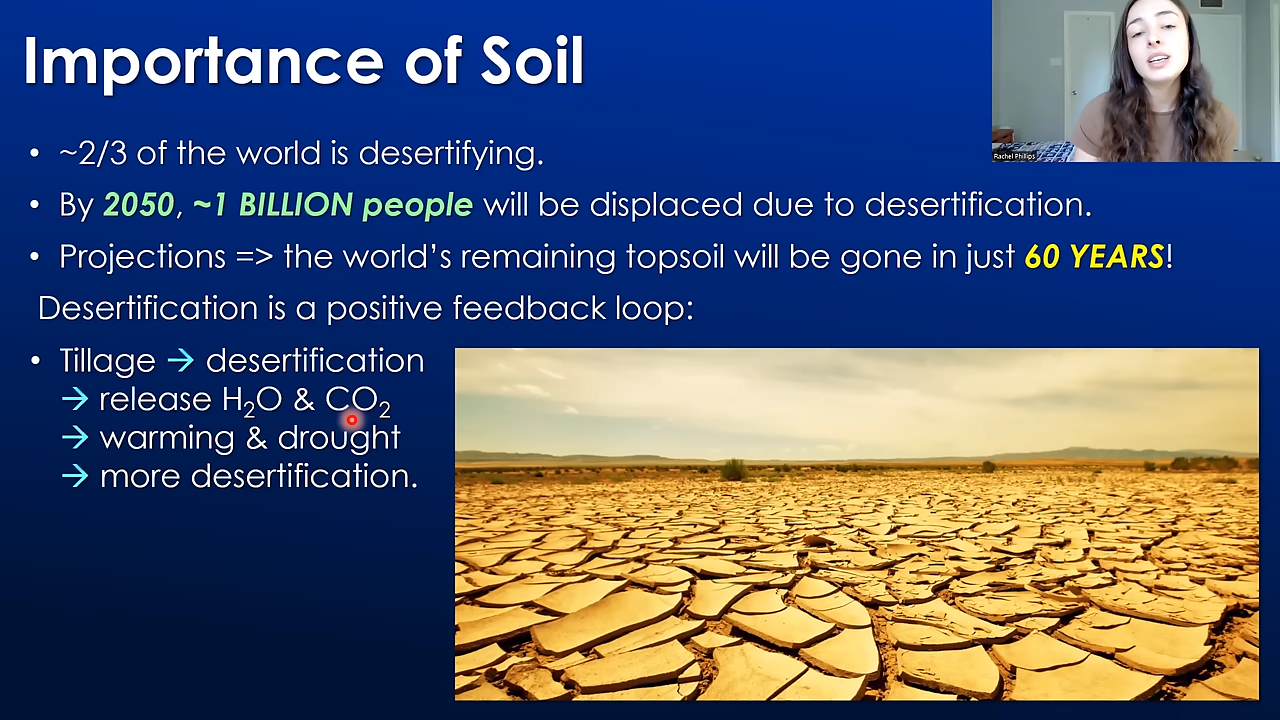 Importance of Soil
Rachel Phillips
• ~2/3 of the world is desertifying.
• By 2050, ~1 BILLION people will be displaced due to desertification.
• Projections => the world’s remaining topsoil will be gone in just 60 YEARS!
Desertification is a positive feedback loop:
• Tillage → desertification
→ release H₂O & CO₂
→ warming & drought
→ more desertification.